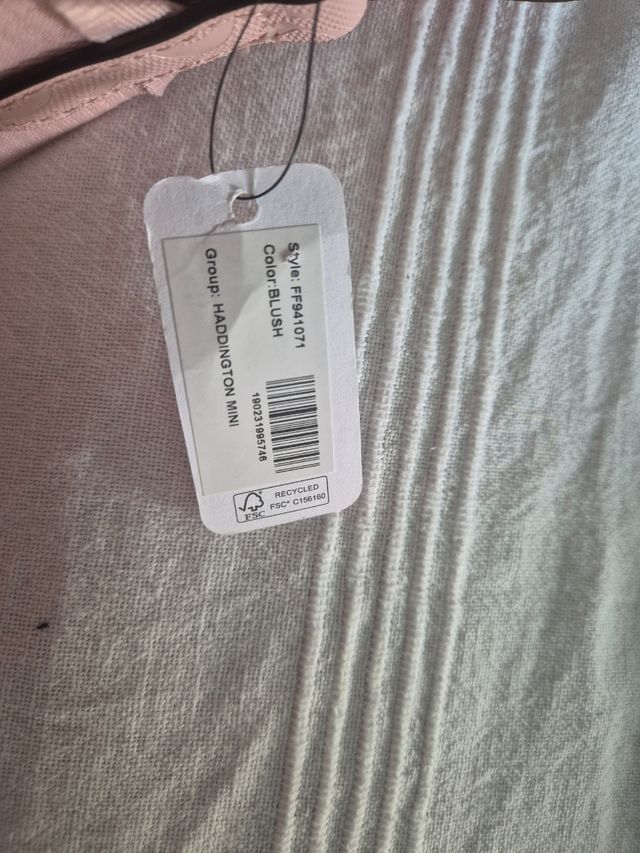 Style: FF941071
Color:BLUSH
Group: HADDINGTON MINI
190231995746
RECYCLED
FSC® C156160
FSC